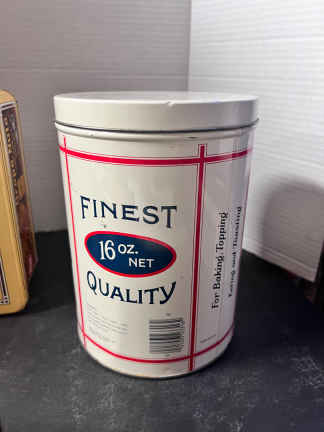 FINEST
16 OZ.
NET
QUALITY
For Baking, Topping
Eating and Toasting